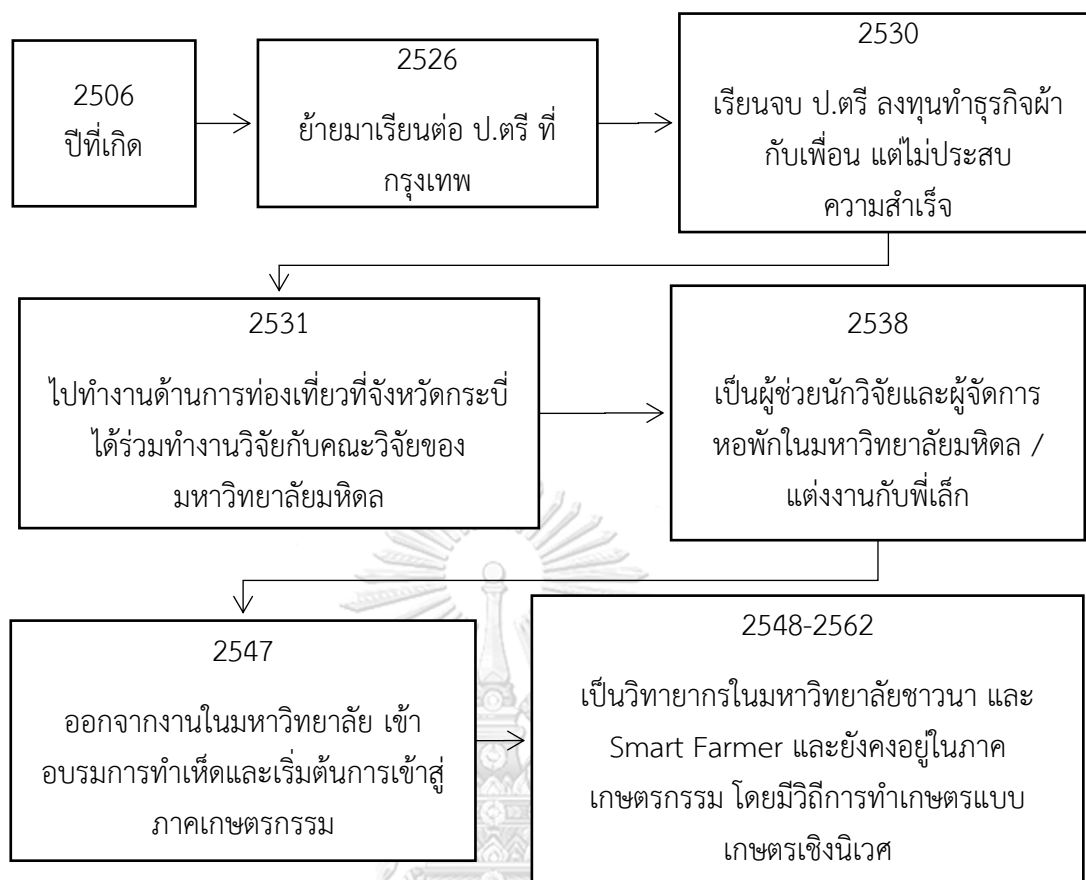 2506
ปีที่เกิด
2526
ย้ายมาเรียนต่อ ป.ตรี ที่
กรุงเทพ
2530
เรียนจบ ป.ตรี ลงทุนทำธุรกิจผ้า
กับเพื่อน แต่ไม่ประสบ
ความสำเร็จ
2531
ไปทำงานด้านการท่องเที่ยวที่จังหวัดกระบี่
ได้ร่วมทำงานวิจัยกับคณะวิจัยของ
มหาวิทยาลัยมหิดล
2538
เป็นผู้ช่วยนักวิจัยและผู้จัดการ
หอพักในมหาวิทยาลัยมหิดล /
แต่งงานกับพี่เล็ก
2547
ออกจากงานในมหาวิทยาลัย เข้า
อบรมการทำเห็ดและเริ่มต้นการเข้าสู่
ภาคเกษตรกรรม
2548-2562
เป็นวิทายากรในมหาวิทยาลัยชาวนา และ
Smart Farmer และยังคงอยู่ในภาค
เกษตรกรรม โดยมีวิถีการทำเกษตรแบบ
เกษตรเชิงนิเวศ